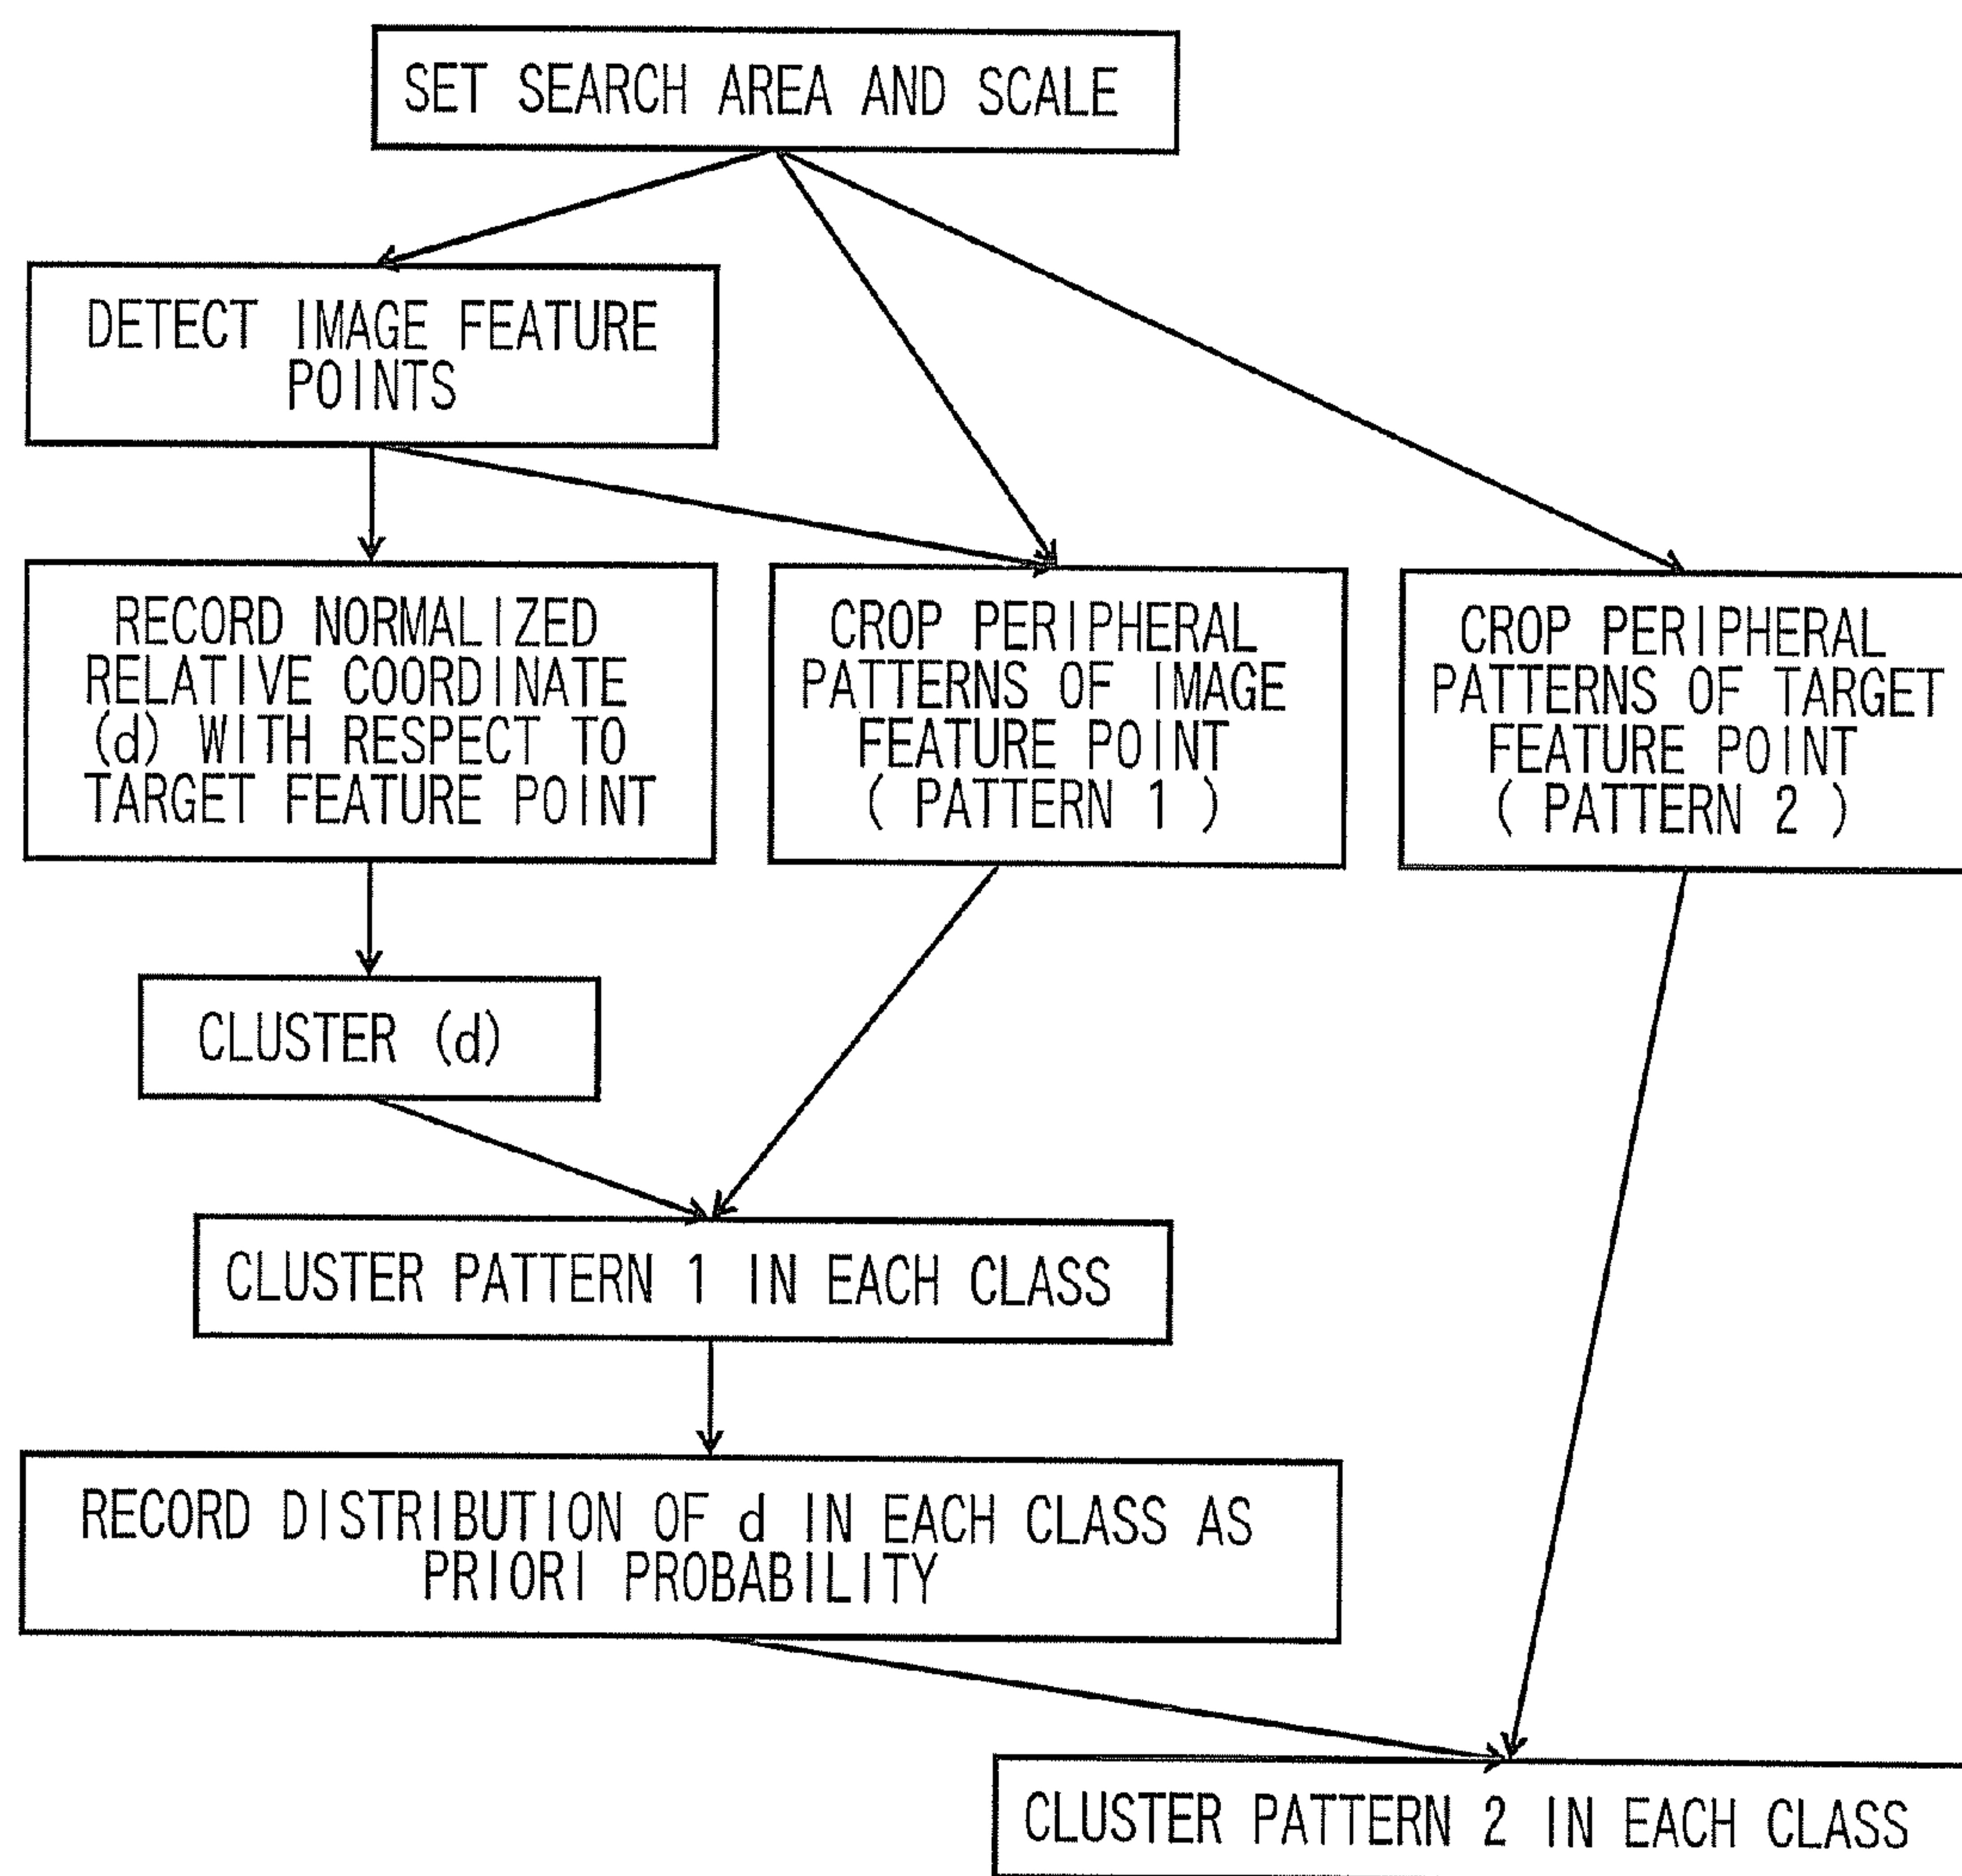 SET SEARCH AREA AND SCALE
DETECT IMAGE FEATURE
POINTS
RECORD NORMALIZED
RELATIVE COORDINATE
(d) WITH RESPECT TO
TARGET FEATURE POINT
CROP PERIPHERAL
PATTERNS OF IMAGE
FEATURE POINT
( PATTERN 1 )
CROP PERIPHERAL
PATTERNS OF TARGET
FEATURE POINT
( PATTERN 2 )
CLUSTER (d)
CLUSTER PATTERN 1 IN EACH CLASS
RECORD DISTRIBUTION OF d IN EACH CLASS AS
PRIORI PROBABILITY
CLUSTER PATTERN 2 IN EACH CLASS